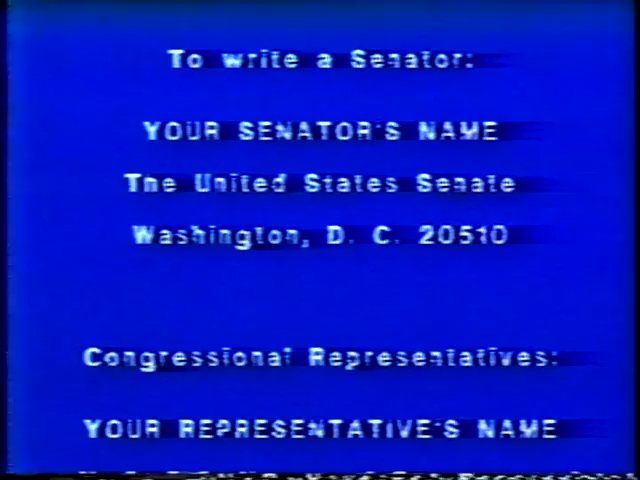 To write a Senator:
YOUR SENATOR'S NAME
The United States Senate
Washington, D. C. 20510
Congressional Representatives:
YOUR REPRESENTATIVE'S NAME